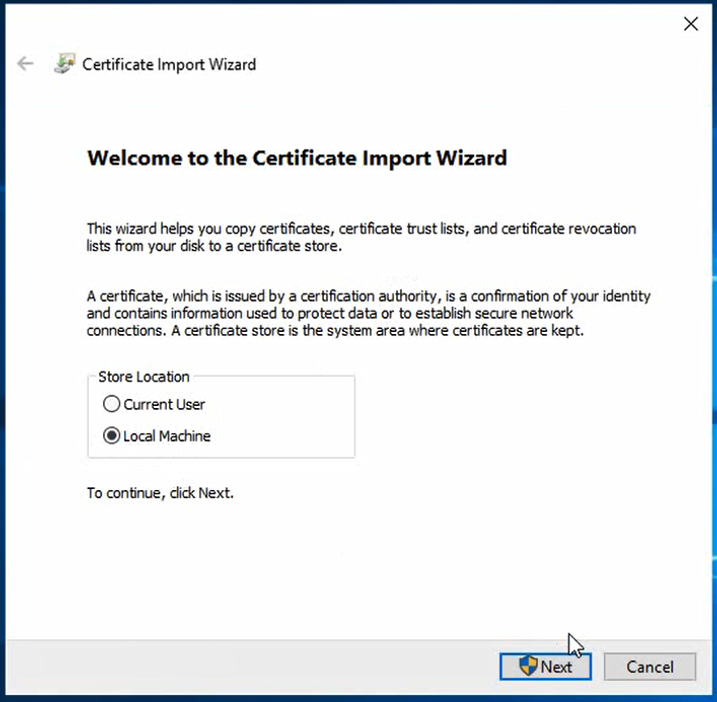 Certificate Import Wizard
Welcome to the Certificate Import Wizard
This wizard helps you copy certificates, certificate trust lists, and certificate revocation
lists from your disk to a certificate store.
A certificate, which is issued by a certification authority, is a confirmation of your identity
and contains information used to protect data or to establish secure network
connections. A certificate store is the system area where certificates are kept.
Store Location
Current User
Local Machine
To continue, click Next.
Next
Cancel